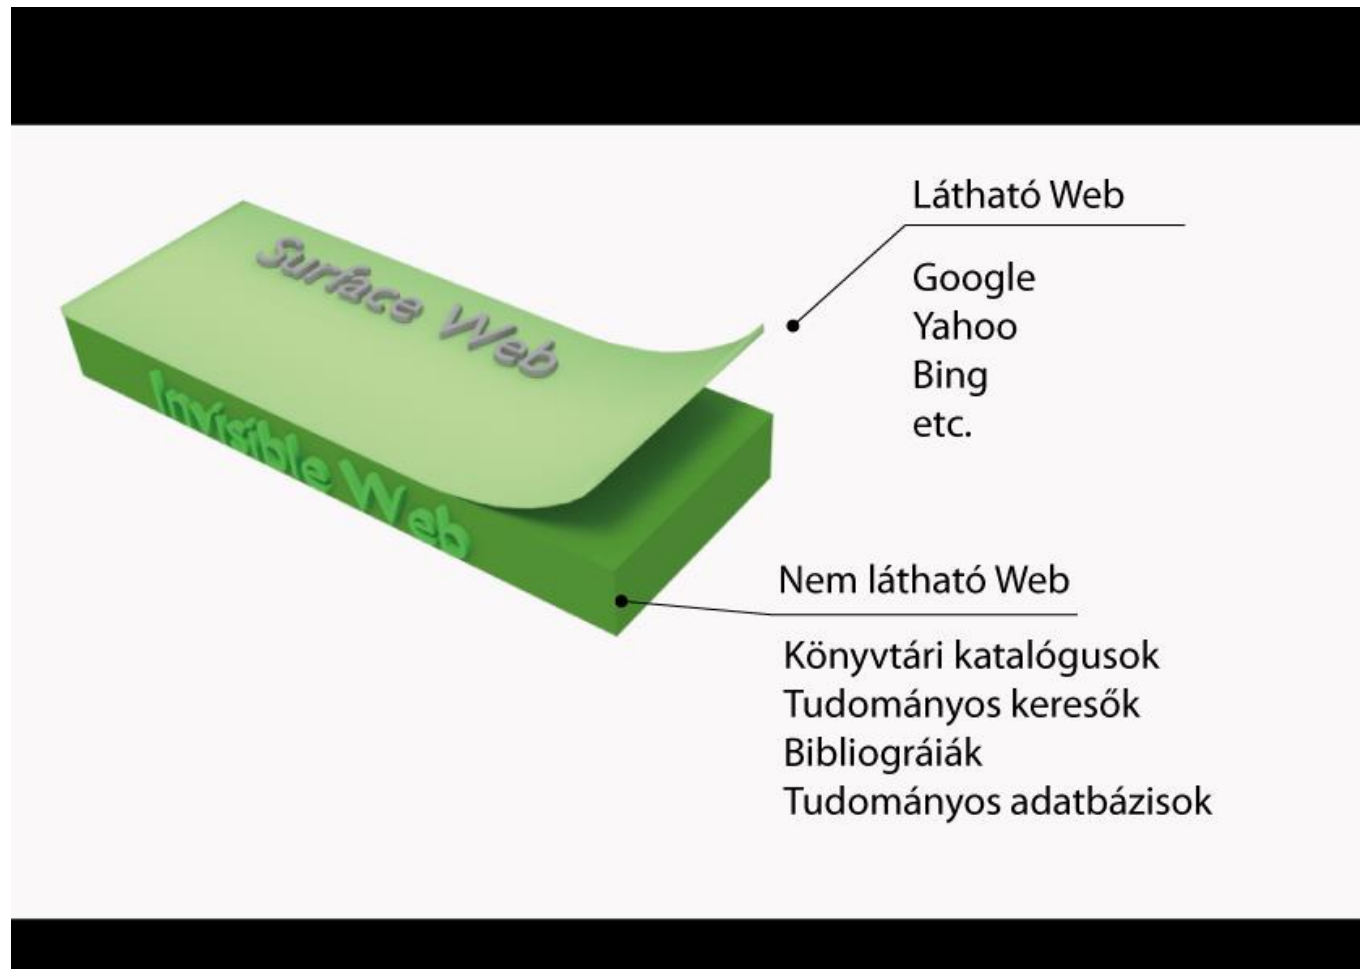 Surface Web
Invisible Web
Látható Web
Google
Yahoo
Bing
etc.
Nem látható Web
Könyvtári katalógusok
Tudományos keresők
Bibliográiák
Tudományos adatbázisok